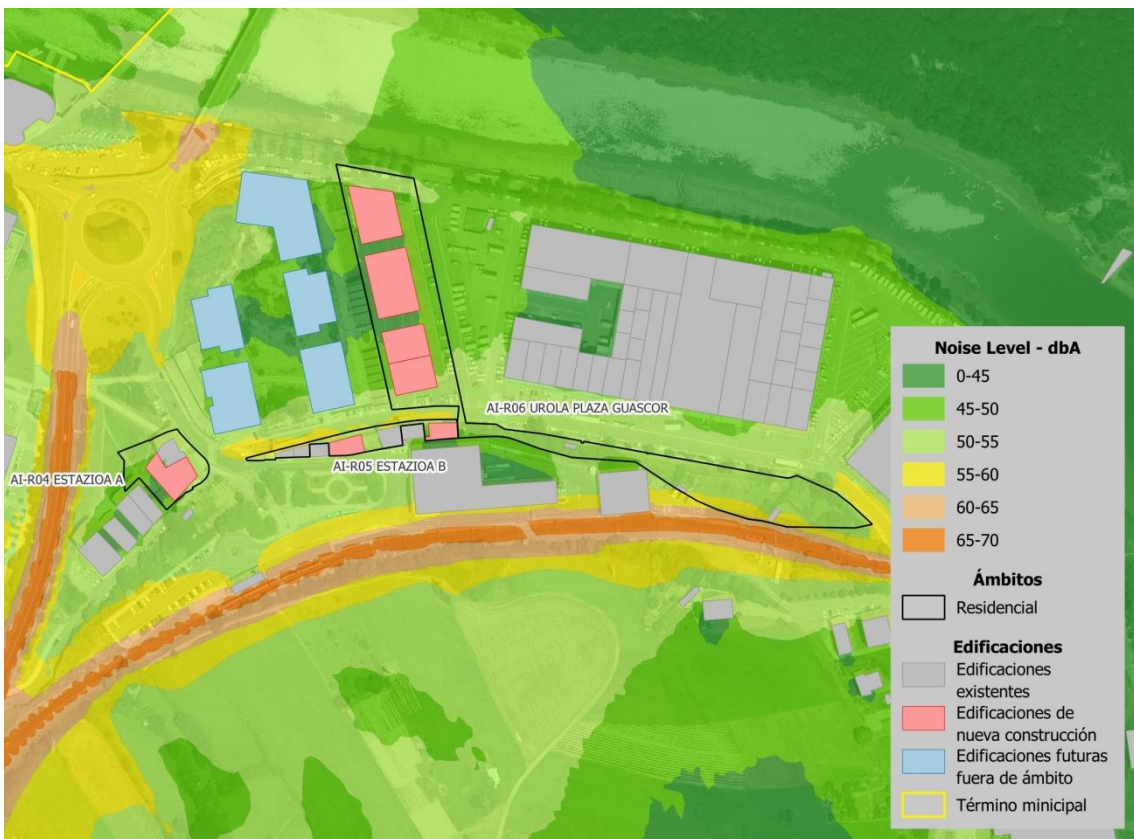 AI-R06 UROLA PLAZA GUASCOR
AI-R05 ESTAZIOA B
AI-R04 ESTAZIOA A
Noise Level - dbA
0-45
45-50
50-55
55-60
60-65
65-70
Ámbitos
Residencial
Edificaciones
Edificaciones
existentes
Edificaciones de
nueva construcción
Edificaciones futuras
fuera de ámbito
Término minicipal